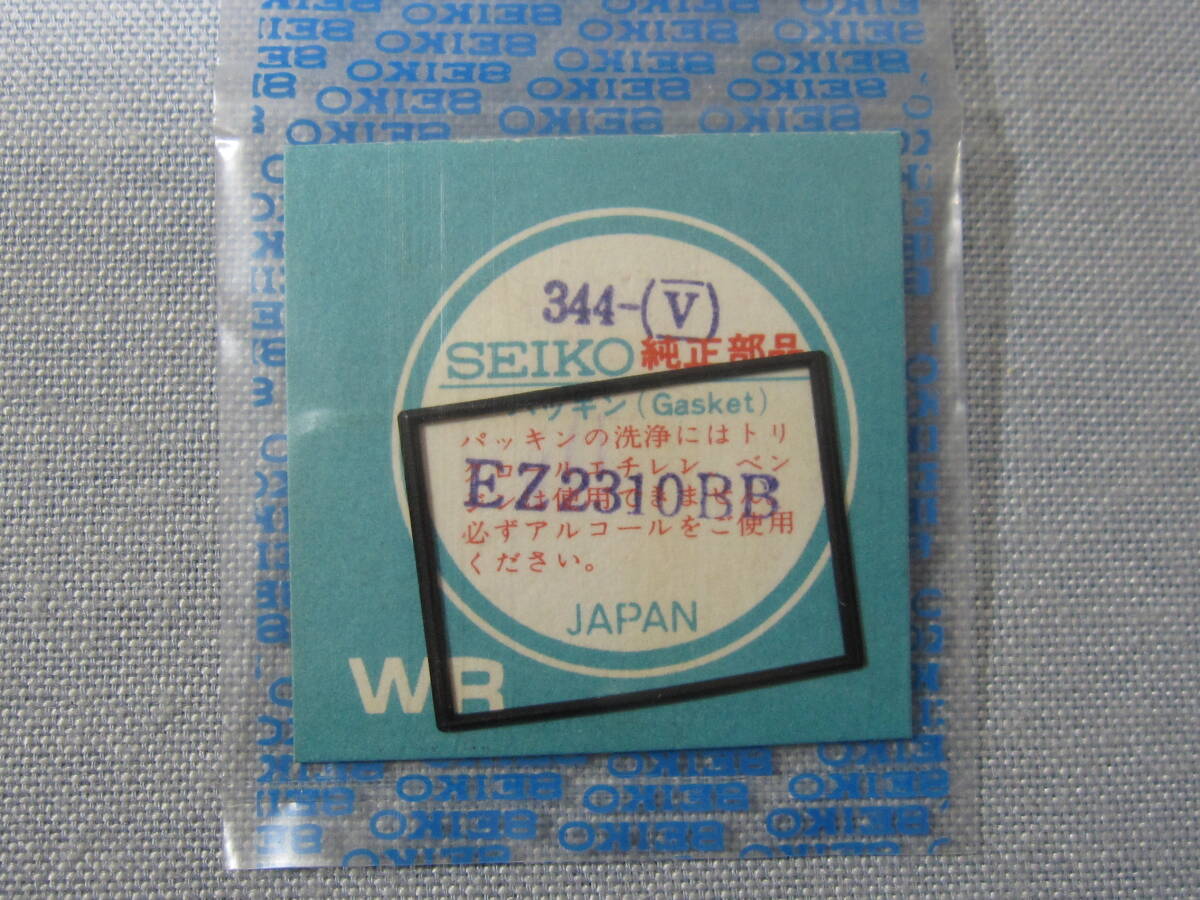 344-(V)
SEIKO 純正部品
パッキン (Gasket)
パッキンの洗浄にはトリ
クロールエチレン、ベン
ジンは使用できません。
EZ2310BB
必ずアルコールをご使用
ください。
JAPAN
WR